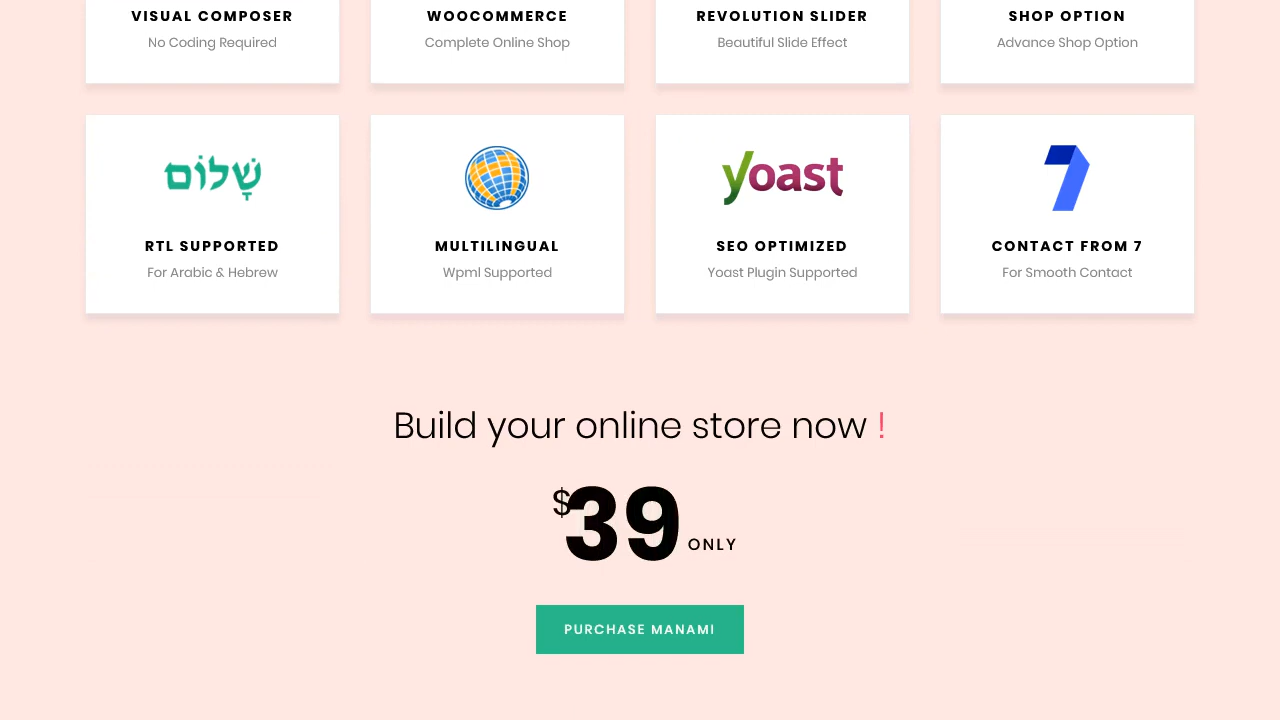 VISUAL COMPOSER
No Coding Required
WOOCOMMERCE
Complete Online Shop
REVOLUTION SLIDER
Beautiful Slide Effect
SHOP OPTION
Advance Shop Option
שָׁלוֹם
RTL SUPPORTED
For Arabic & Hebrew
MULTILINGUAL
Wpml Supported
yoast
SEO OPTIMIZED
Yoast Plugin Supported
7
CONTACT FROM 7
For Smooth Contact
Build your online store now !
$39 ONLY
PURCHASE MANAMI